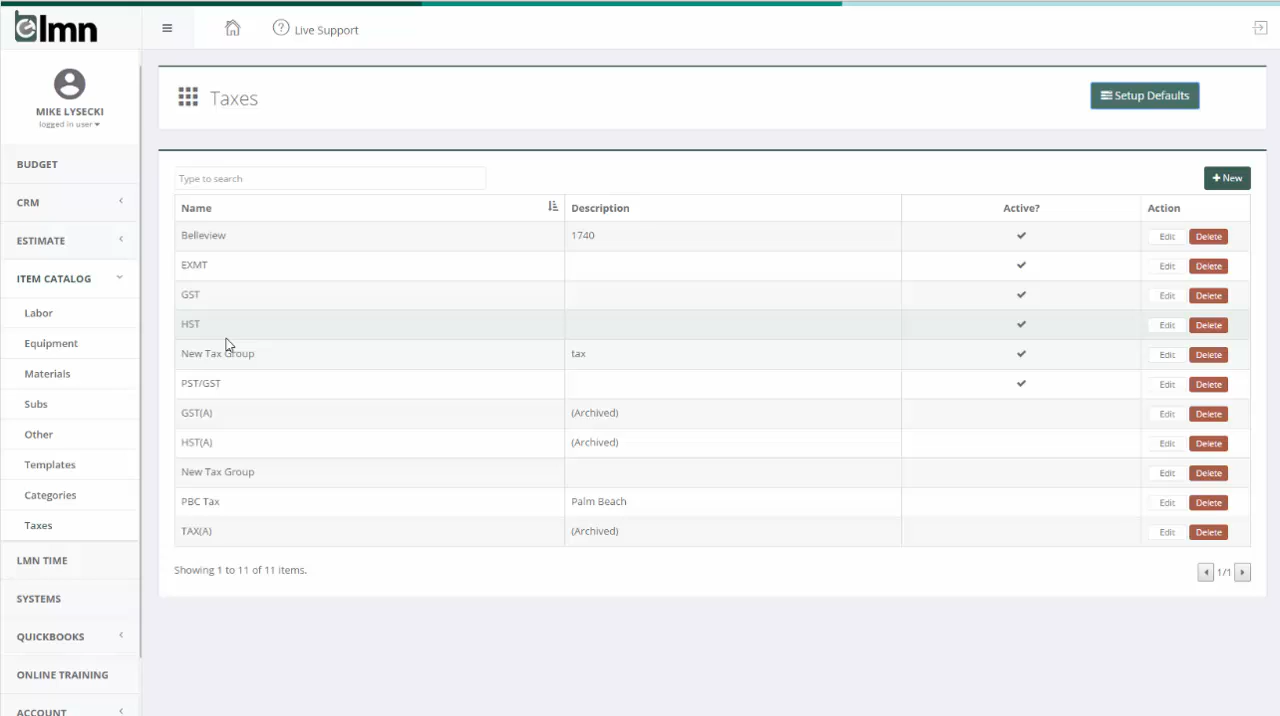 lmn
Live Support
MIKE LYSECKI
logged in user
BUDGET
CRM
ESTIMATE
ITEM CATALOG
Labor
Equipment
Materials
Subs
Other
Templates
Categories
Taxes
LMN TIME
SYSTEMS
QUICKBOOKS
ONLINE TRAINING
ACCOUNT
Taxes
Setup Defaults
Type to search
+ New
Name Description Active? Action
Belleview 1740 Edit Delete
EXMT Edit Delete
GST Edit Delete
HST Edit Delete
New Tax Group tax Edit Delete
PST/GST Edit Delete
GST(A) (Archived) Edit Delete
HST(A) (Archived) Edit Delete
New Tax Group Edit Delete
PBC Tax Palm Beach Edit Delete
TAX(A) (Archived) Edit Delete
Showing 1 to 11 of 11 items.
1/1